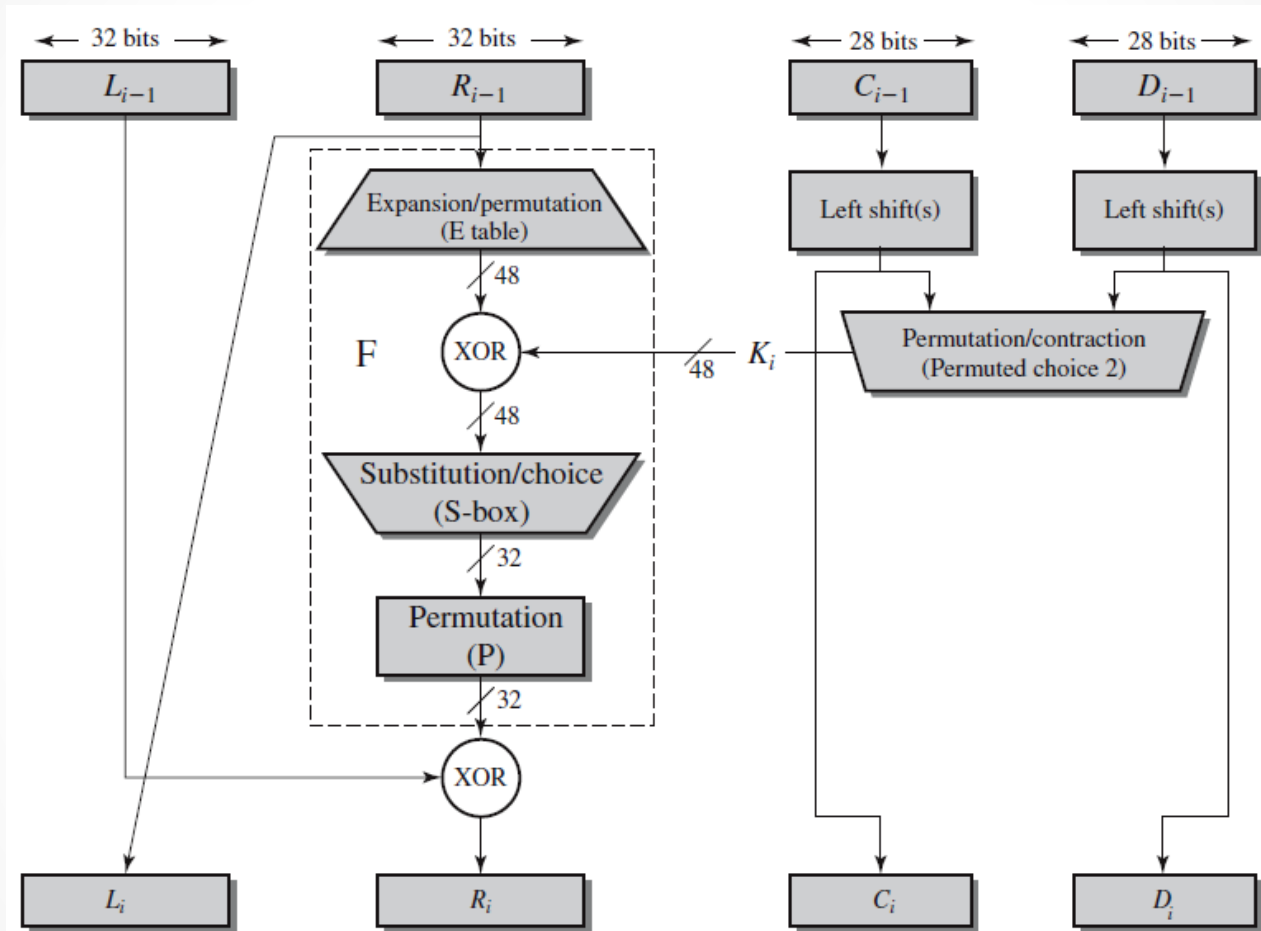 32 bits 32 bits 28 bits 28 bits
L_{i−1} R_{i−1} C_{i−1} D_{i−1}
Expansion/permutation
(E table)
Left shift(s) Left shift(s)
48
F XOR 48 K_i Permutation/contraction
(Permuted choice 2)
48
Substitution/choice
(S-box)
32
Permutation
(P)
32
XOR
L_i R_i C_i D_i